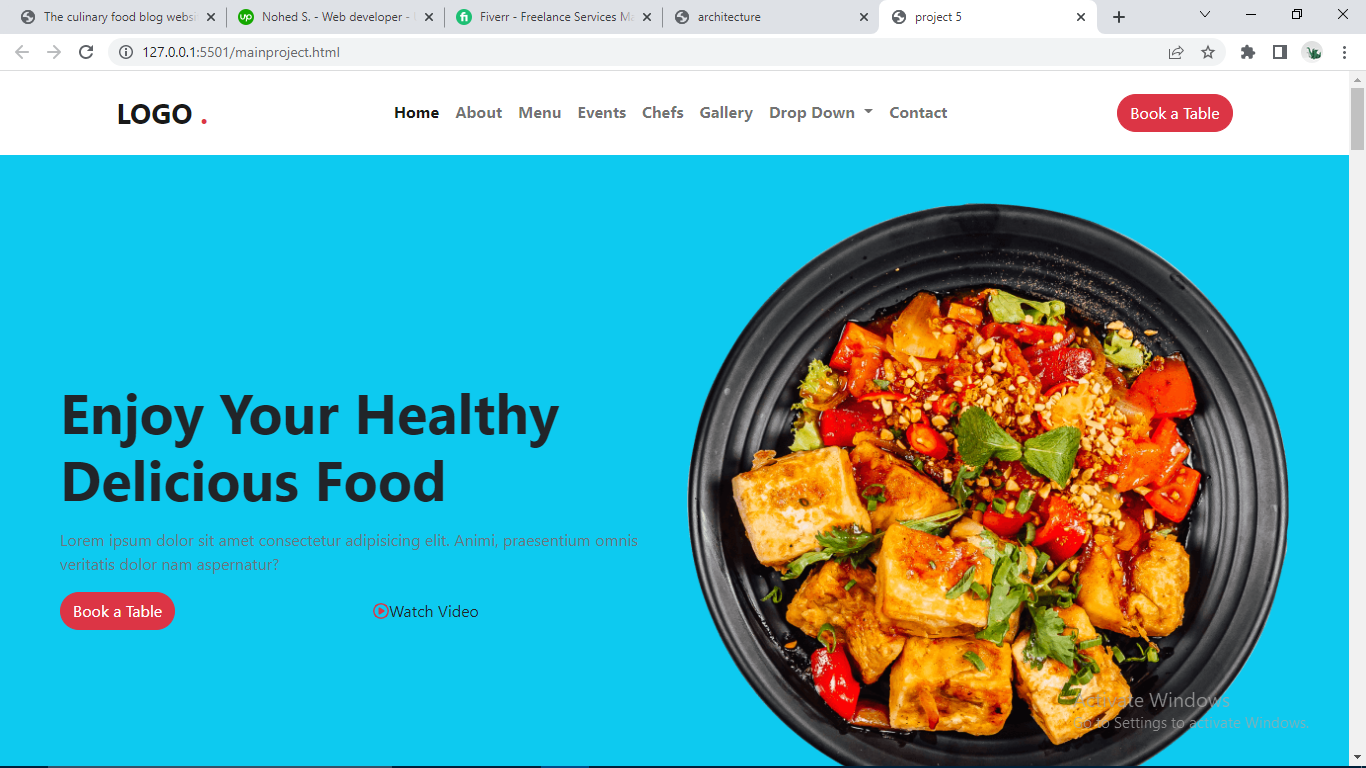 The culinary food blog websi
Nohed S. - Web developer -
Fiverr - Freelance Services Ma
architecture
project 5
127.0.0.1:5501/mainproject.html
LOGO .
Home About Menu Events Chefs Gallery Drop Down Contact
Book a Table
Enjoy Your Healthy
Delicious Food
Lorem ipsum dolor sit amet consectetur adipisicing elit. Animi, praesentium omnis
veritatis dolor nam aspernatur?
Book a Table
Watch Video
Activate Windows
Go to Settings to activate Windows.